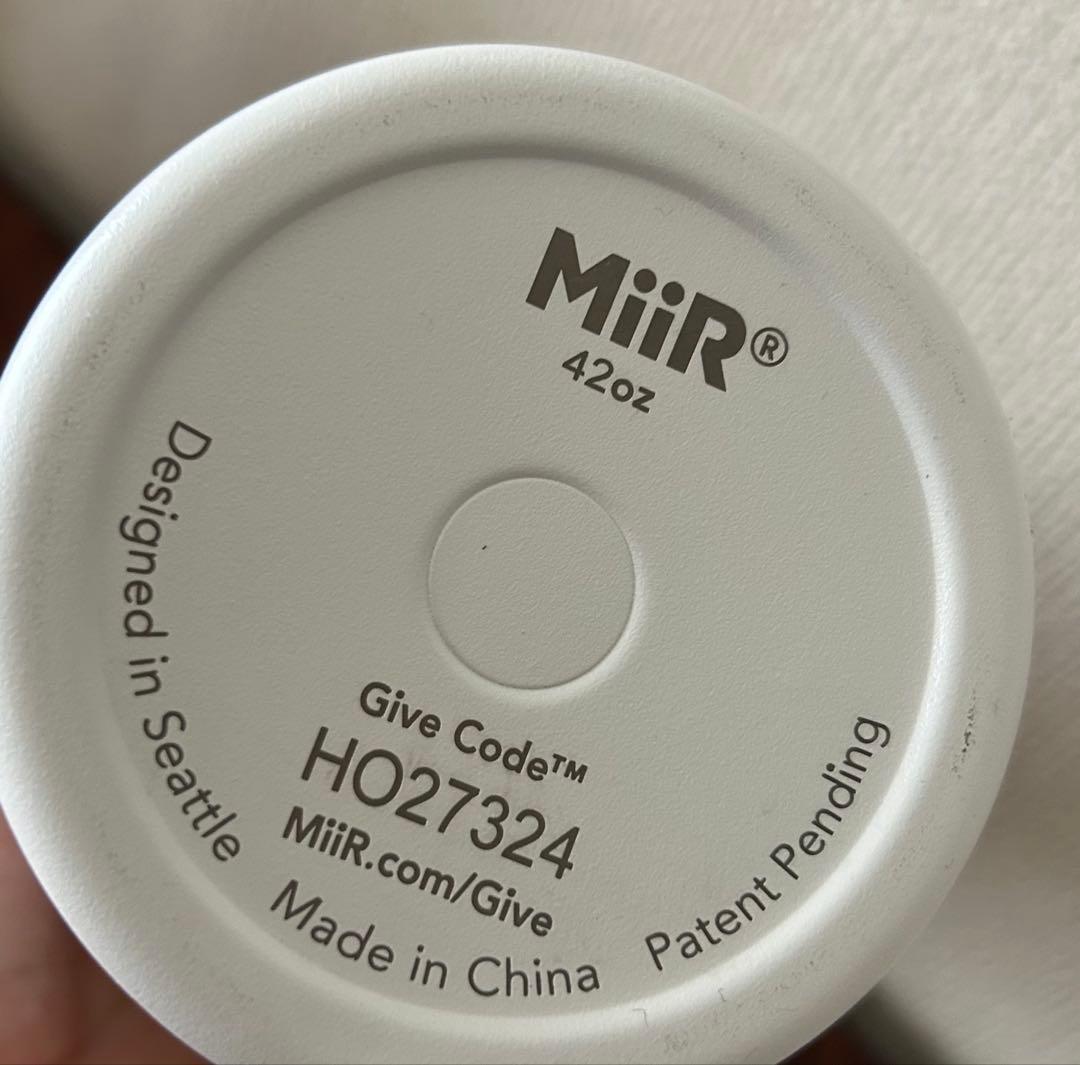 MiiR®
42oz
Give Code™
HO27324
MiiR.com/Give
Designed in Seattle
Made in China
Patent Pending